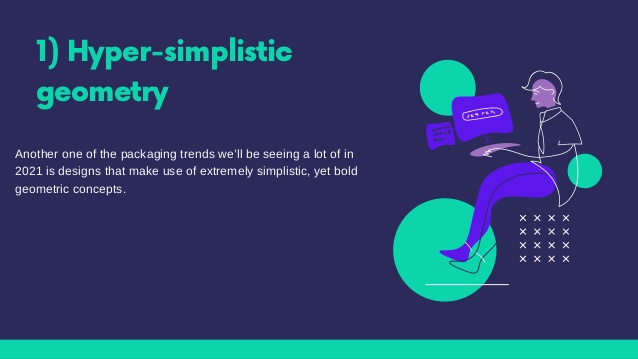 1) Hyper-simplistic
geometry
Another one of the packaging trends we'll be seeing a lot of in
2021 is designs that make use of extremely simplistic, yet bold
geometric concepts.
search